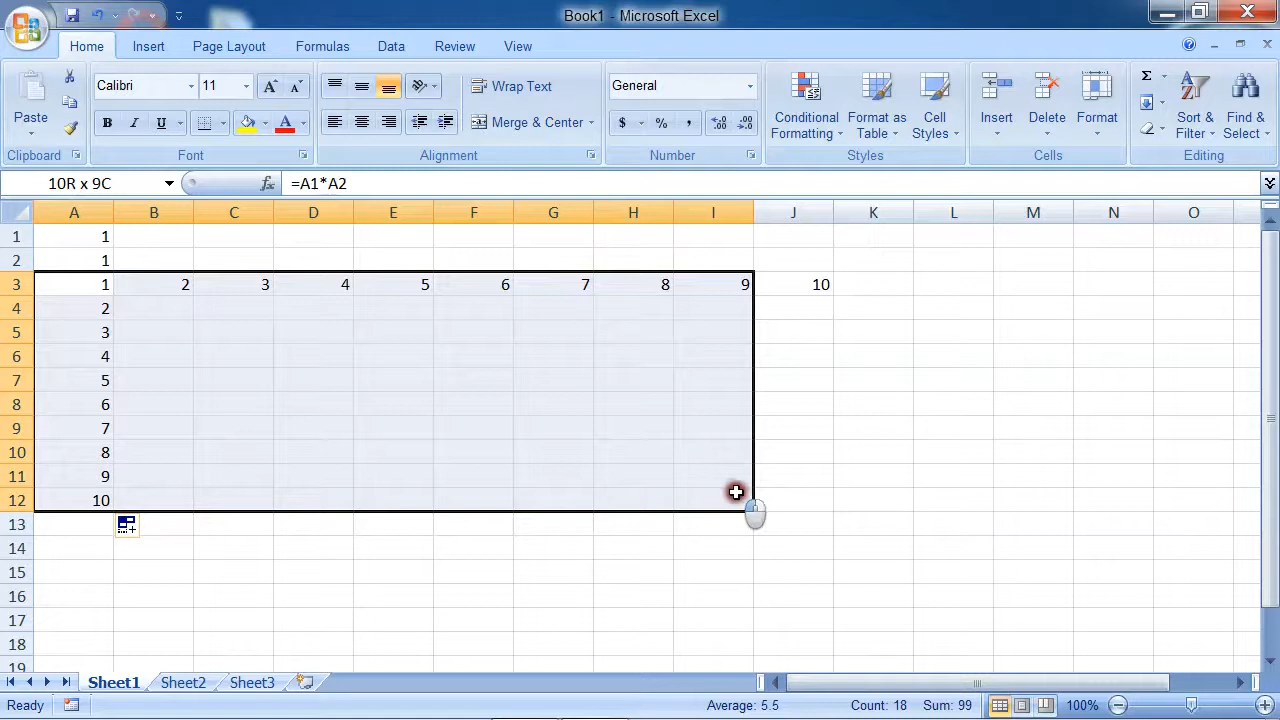 Book1 - Microsoft Excel
Home Insert Page Layout Formulas Data Review View
Calibri 11 Wrap Text General
Paste B I U Merge & Center $ % , Conditional Formatting Format as Table Cell Styles Insert Delete Format Σ Sort & Filter Find & Select
Clipboard Font Alignment Number Styles Cells Editing
10R x 9C fx =A1*A2
A B C D E F G H I J K L M N O
1 1
2 1
3 1 2 3 4 5 6 7 8 9 10
4 2
5 3
6 4
7 5
8 6
9 7
10 8
11 9
12 10
13
14
15
16
17
18
19
Sheet1 Sheet2 Sheet3
Ready Average: 5.5 Count: 18 Sum: 99 100%